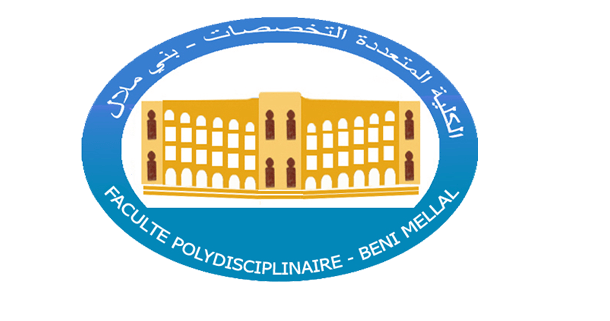 الكلية المتعددة التخصصات - بني ملال
FACULTE POLYDISCIPLINAIRE - BENI MELLAL